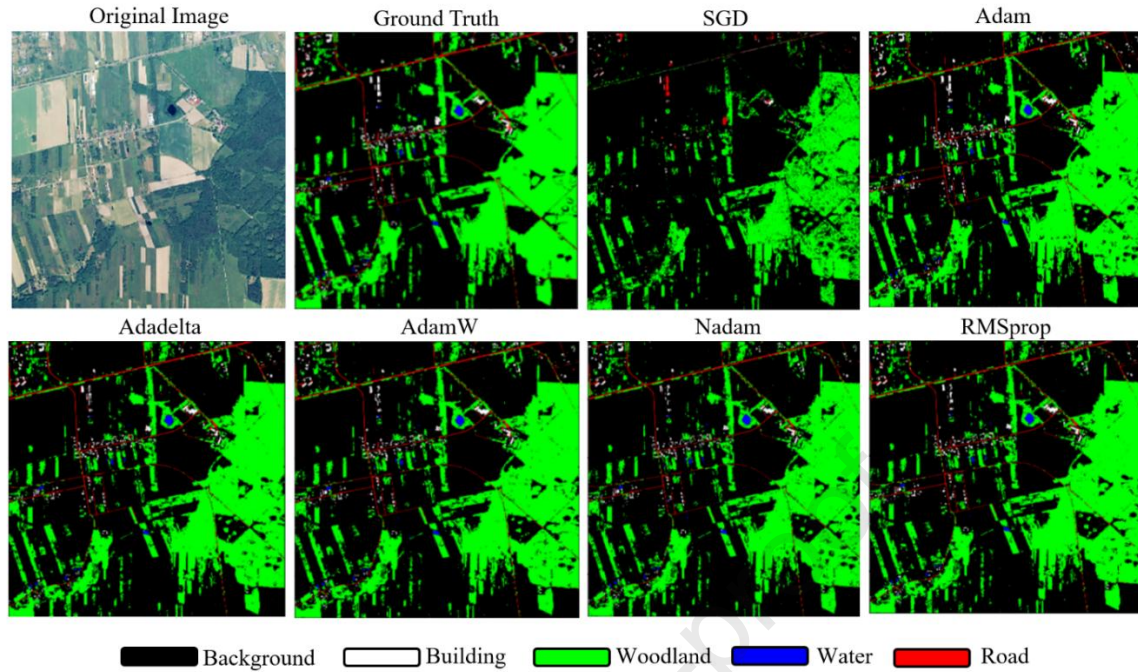 Original Image Ground Truth SGD Adam
Adadelta AdamW Nadam RMSprop
Background Building Woodland Water Road